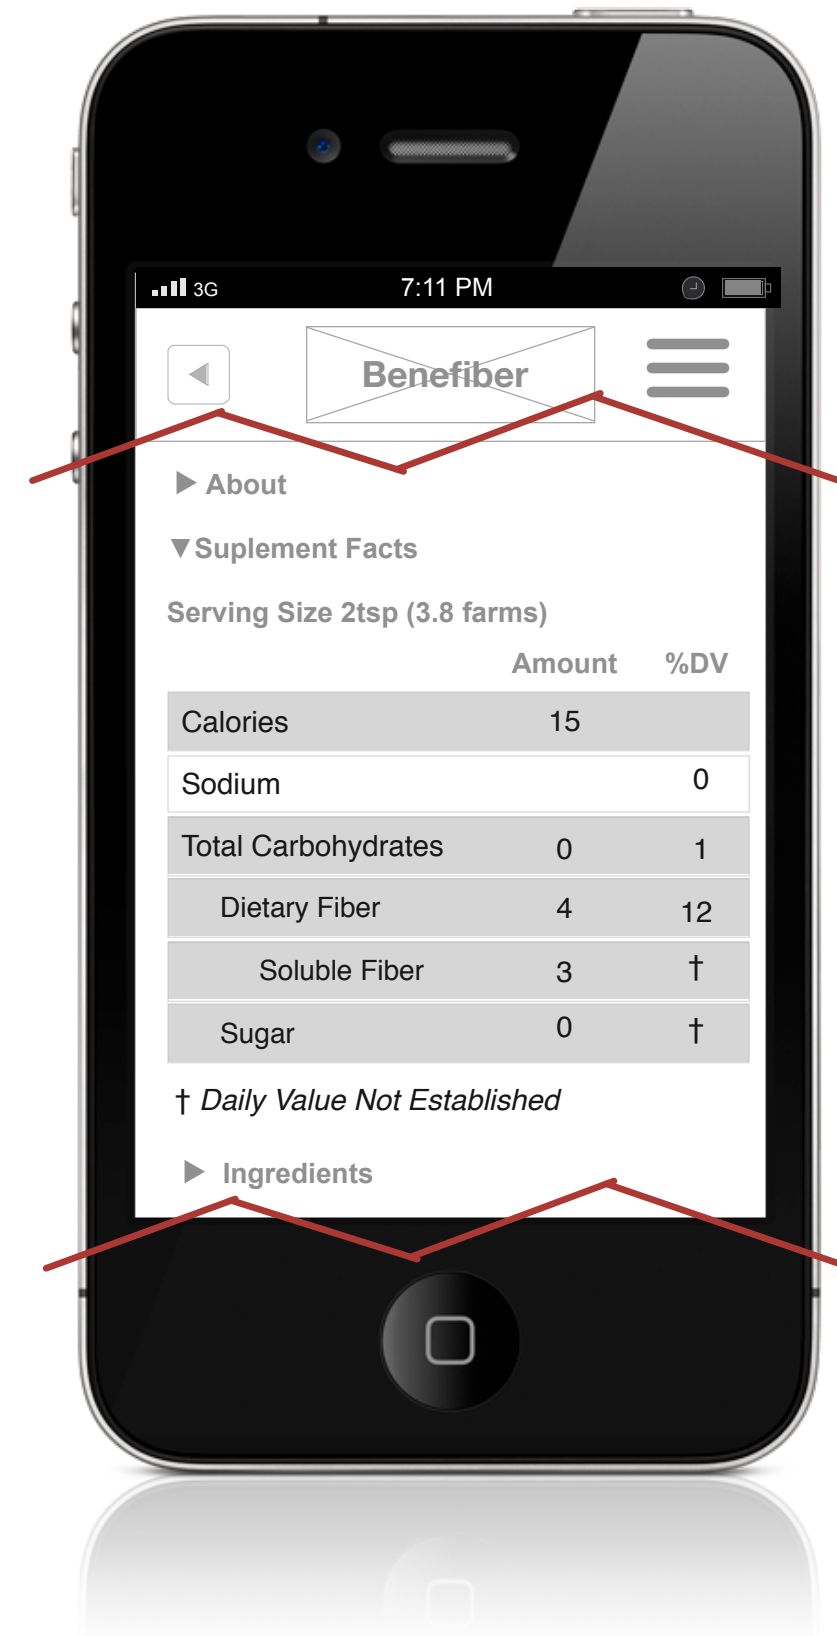 3G 7:11 PM
Benefiber
▶ About
▼Suplement Facts
Serving Size 2tsp (3.8 farms)
Amount %DV
Calories 15
Sodium 0
Total Carbohydrates 0 1
Dietary Fiber 4 12
Soluble Fiber 3 †
Sugar 0 †
† Daily Value Not Established
▶ Ingredients